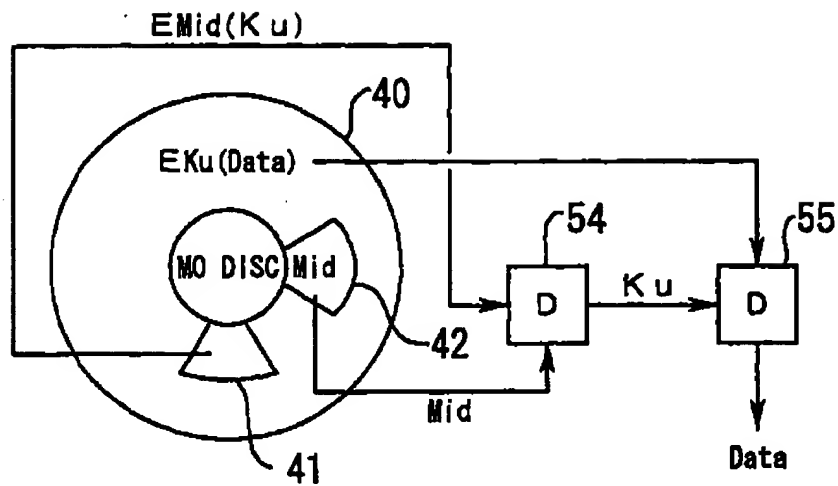 EMid(Ku)
40
EKu(Data)
54
55
MO DISC
Mid
D
Ku
D
42
Mid
41
Data